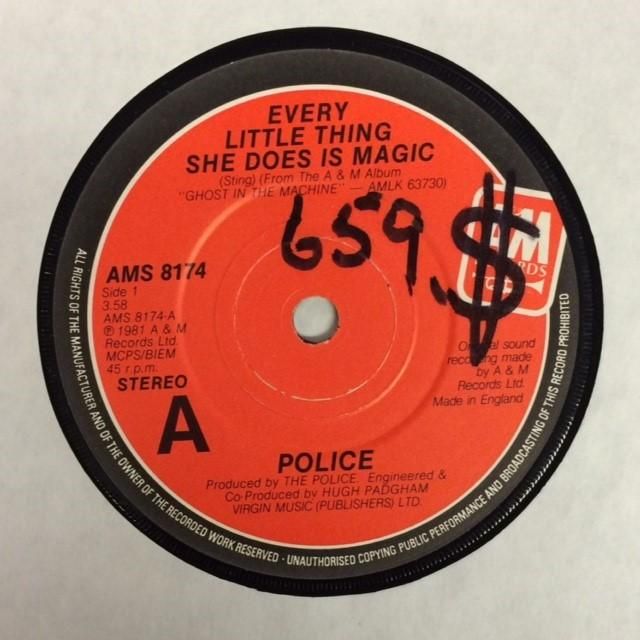 EVERY
LITTLE THING
SHE DOES IS MAGIC
(Sting) (From The A & M Album
"GHOST IN THE MACHINE" — AMLK 63730)
659.$
AM
RDS
AMS 8174
Side 1
3.58
AMS 8174-A
℗ 1981 A & M
Records Ltd.
MCPS/BIEM
45 r.p.m.
STEREO
A
sound
recording made
by A & M
Records Ltd.
Made in England
POLICE
Produced by THE POLICE. Engineered &
Co-Produced by HUGH PADGHAM
VIRGIN MUSIC (PUBLISHERS) LTD.
ALL RIGHTS OF THE MANUFACTURER AND OF THE OWNER OF THE RECORDED WORK RESERVED - UNAUTHORISED COPYING PUBLIC PERFORMANCE AND BROADCASTING OF THIS RECORD PROHIBITED